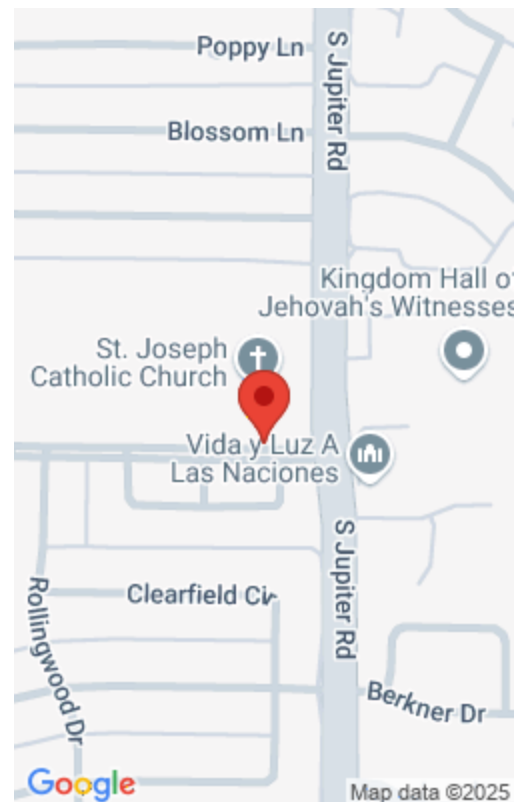 Poppy Ln
S Jupiter Rd
Blossom Ln
Kingdom Hall of
Jehovah's Witnesses
St. Joseph
Catholic Church
Vida y Luz A
Las Naciones
S Jupiter Rd
Clearfield Cir
Rollingwood Dr
Berkner Dr
Google
Map data ©2025